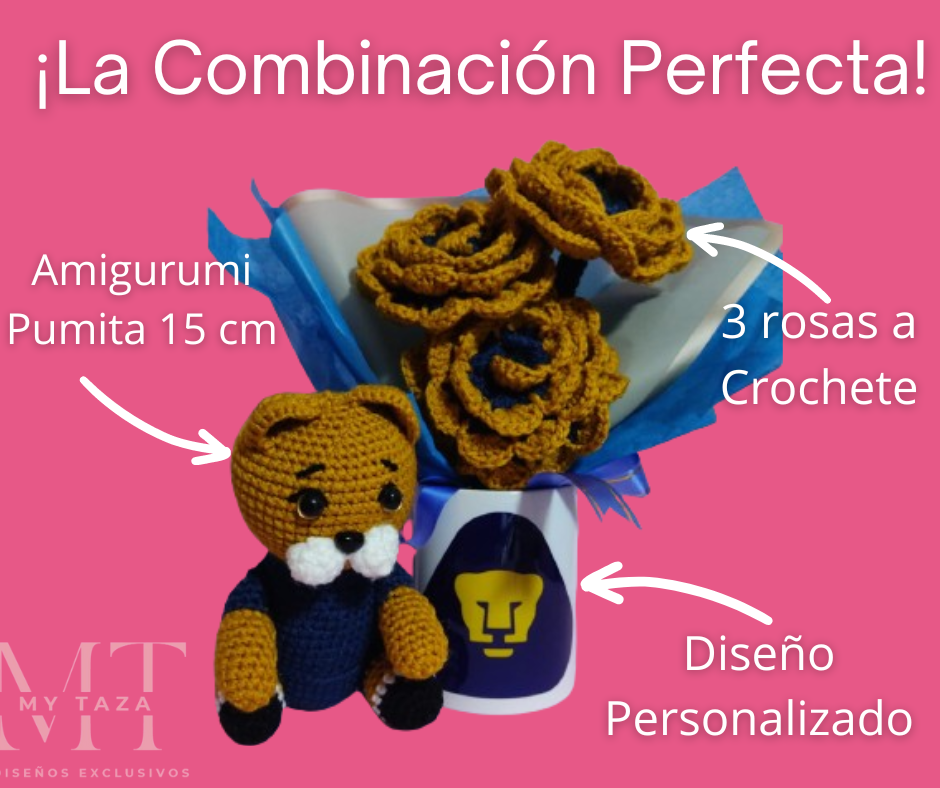 ¡La Combinación Perfecta!
Amigurumi
Pumita 15 cm
3 rosas a
Crochete
Diseño
Personalizado
MT
MY TAZA
DISEÑOS EXCLUSIVOS